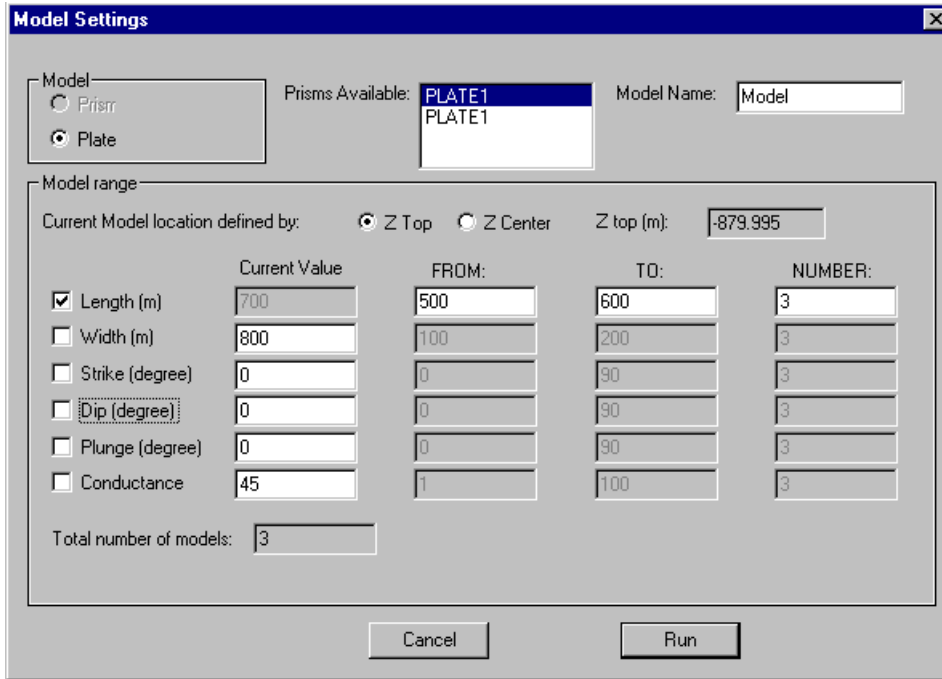 Model Settings
Model
Prism
Plate
Prisms Available:
PLATE1
PLATE1
Model Name:
Model
Model range
Current Model location defined by:
Z Top
Z Center
Z top (m):
-879.995
Current Value
FROM:
TO:
NUMBER:
Length (m)
700
500
600
3
Width (m)
800
100
200
3
Strike (degree)
0
0
90
3
Dip (degree)
0
0
90
3
Plunge (degree)
0
0
90
3
Conductance
45
1
100
3
Total number of models:
3
Cancel
Run